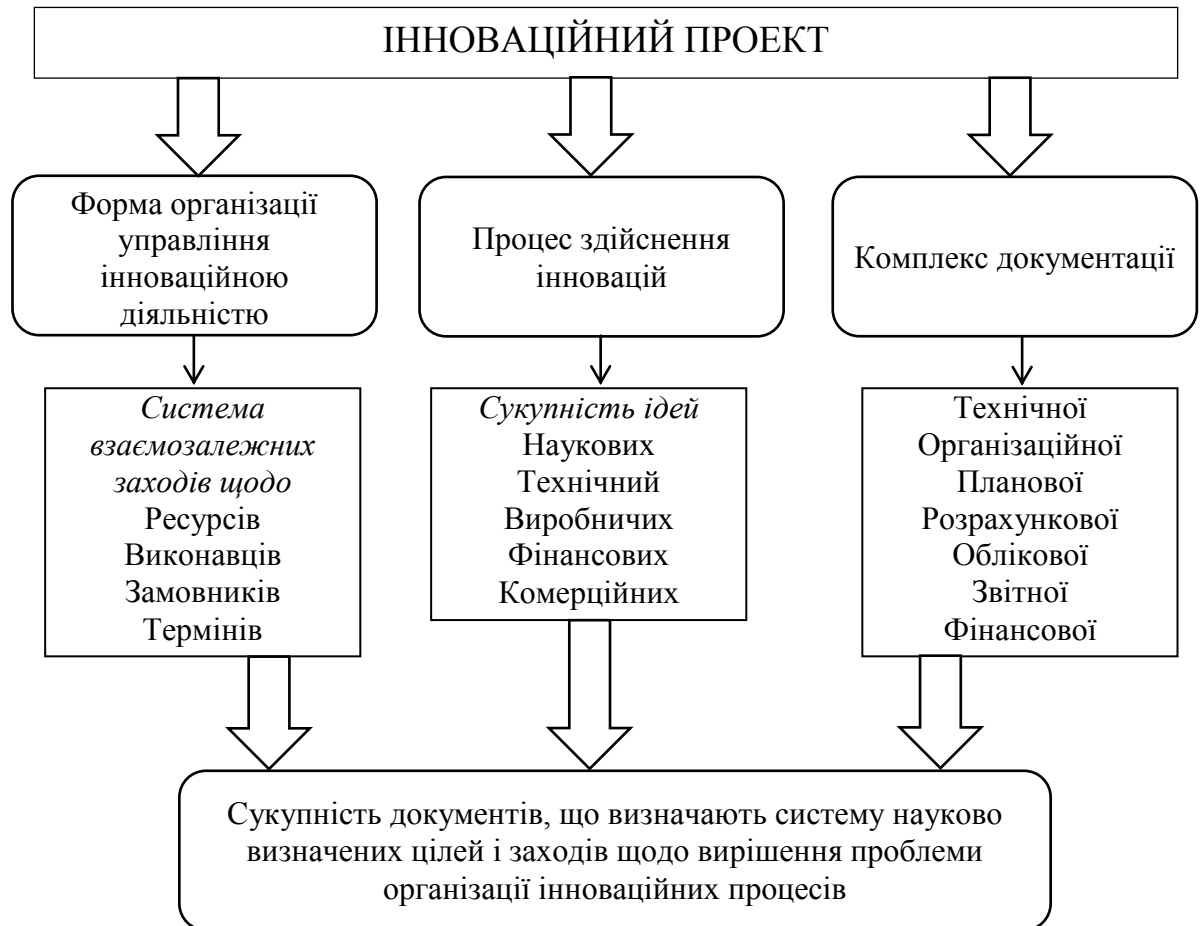 ІННОВАЦІЙНИЙ ПРОЕКТ
Форма організації
управління
інноваційною
діяльністю
Процес здійснення
інновацій
Комплекс документації
Система
взаємозалежних
заходів щодо
Ресурсів
Виконавців
Замовників
Термінів
Сукупність ідей
Наукових
Технічний
Виробничих
Фінансових
Комерційних
Технічної
Організаційної
Планової
Розрахункової
Облікової
Звітної
Фінансової
Сукупність документів, що визначають систему науково
визначених цілей і заходів щодо вирішення проблеми
організації інноваційних процесів